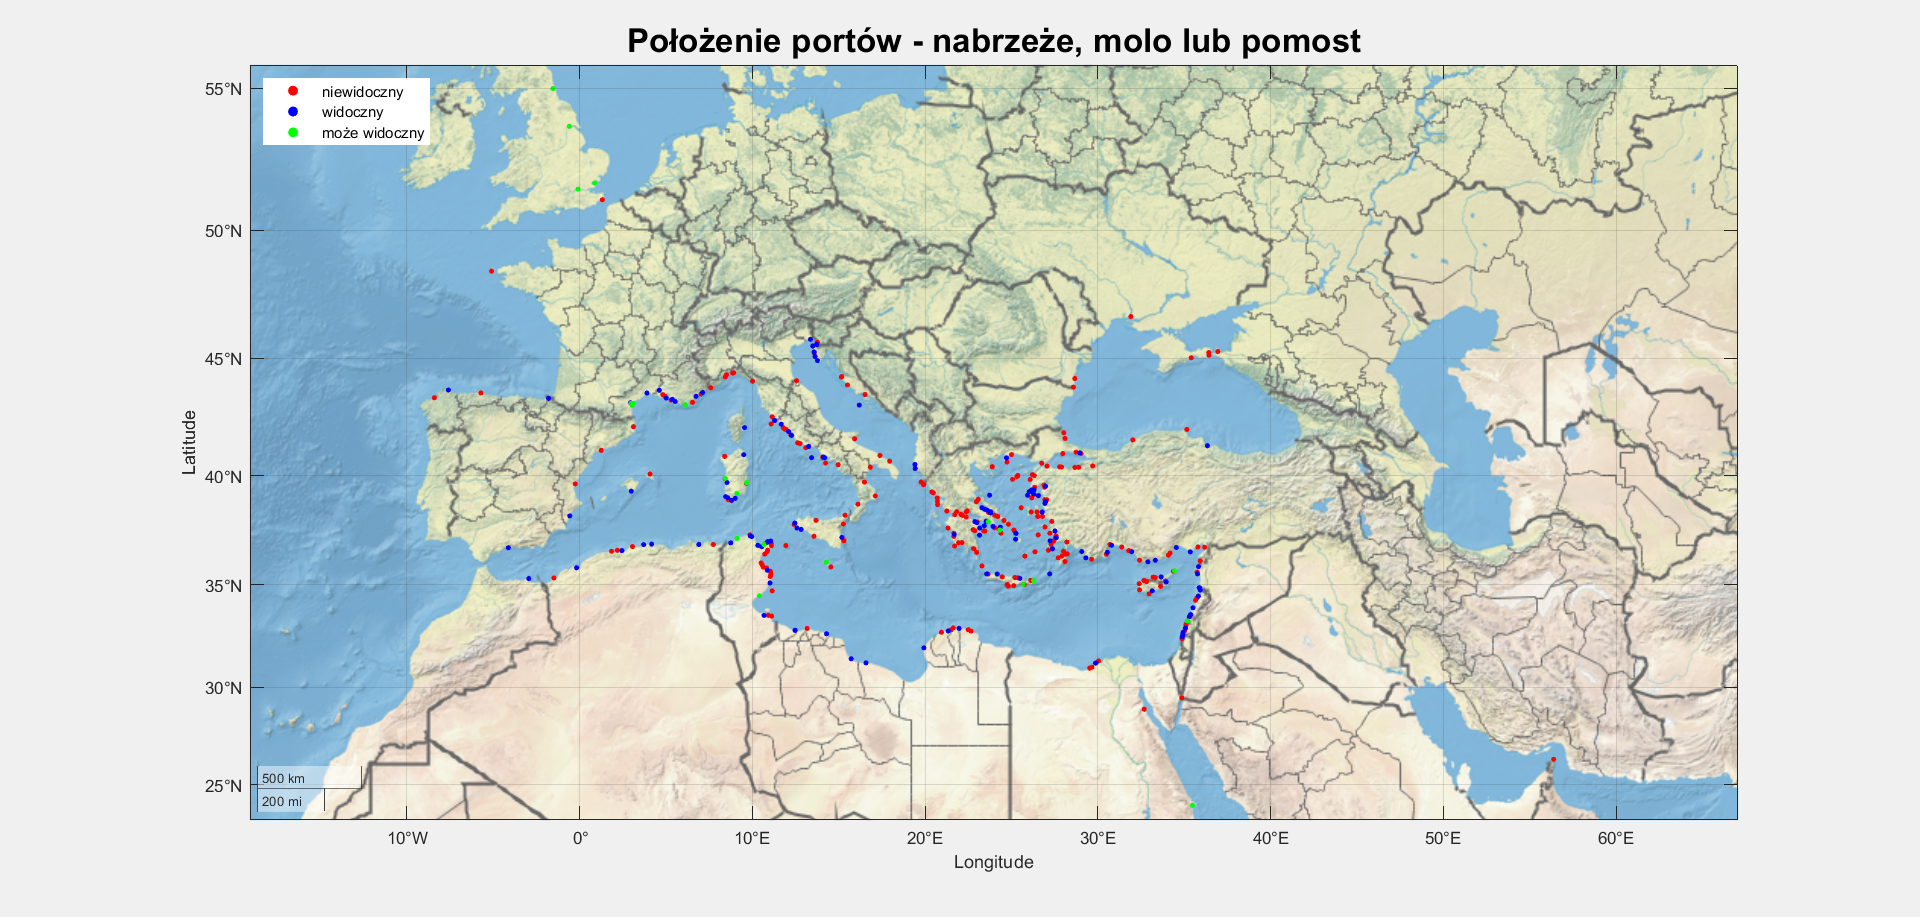 Położenie portów - nabrzeże, molo lub pomost
niewidoczny
widoczny
może widoczny
55°N
50°N
45°N
40°N
35°N
30°N
25°N
Latitude
500 km
200 mi
10°W
0°
10°E
20°E
30°E
40°E
50°E
60°E
Longitude